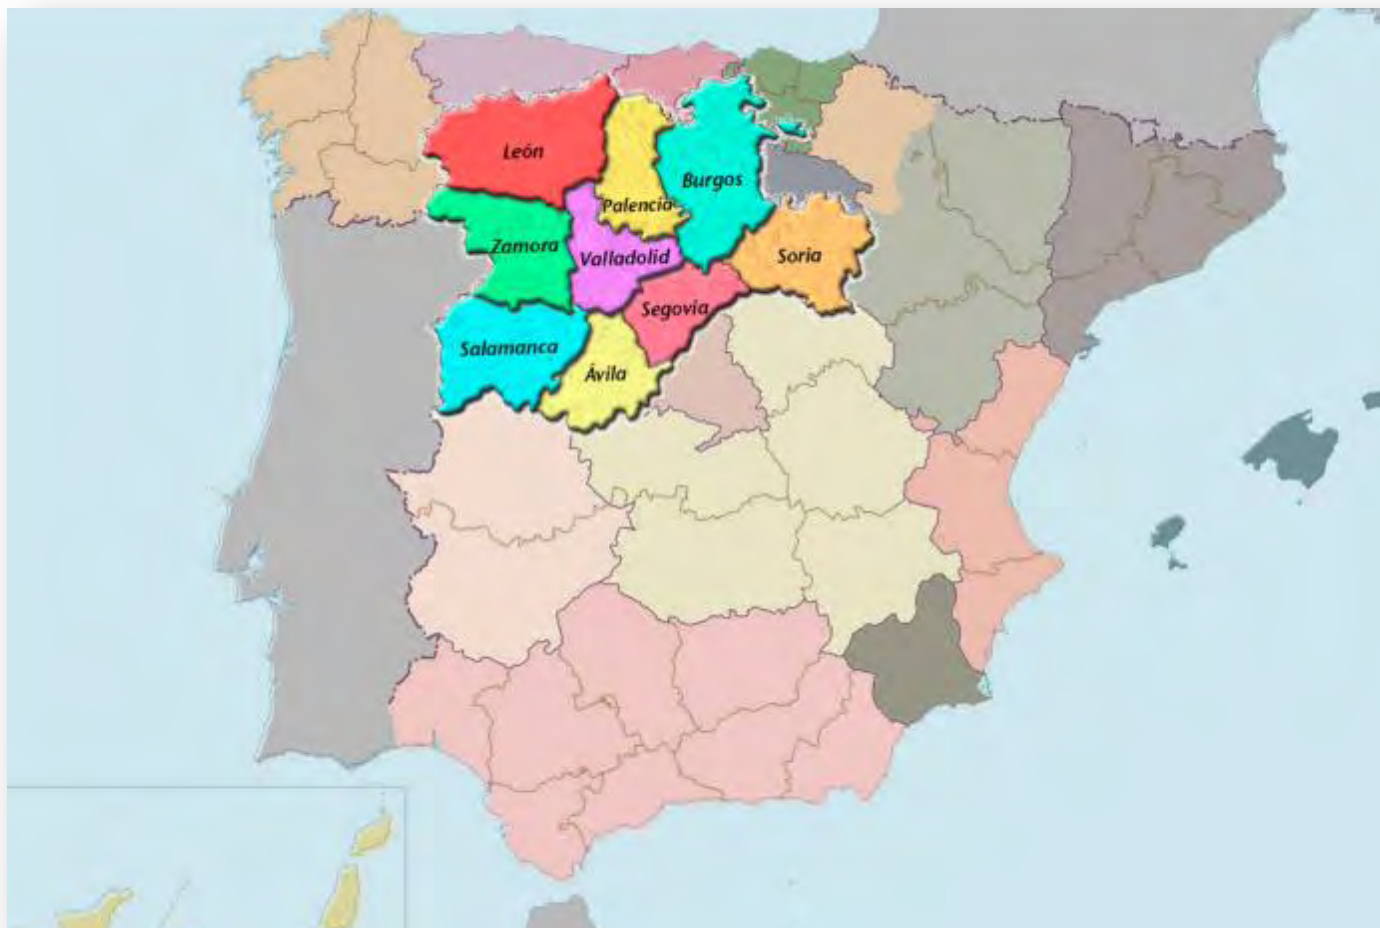 León
Palencia
Burgos
Zamora
Valladolid
Soria
Segovia
Salamanca
Ávila